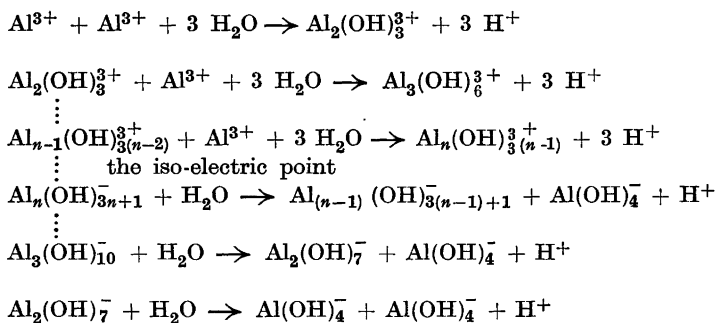 Al³⁺ + Al³⁺ + 3 H₂O ⟶ Al₂(OH)₃³⁺ + 3 H⁺
Al₂(OH)₃³⁺ + Al³⁺ + 3 H₂O ⟶ Al₃(OH)₆³⁺ + 3 H⁺
Alₙ₋₁(OH)₃₍ₙ₋₂₎³⁺ + Al³⁺ + 3 H₂O ⟶ Alₙ(OH)₃₍ₙ₋₁₎³⁺ + 3 H⁺
the iso-electric point
Alₙ(OH)₃ₙ₊₁⁻ + H₂O ⟶ Al₍ₙ₋₁₎ (OH)₃₍ₙ₋₁₎₊₁⁻ + Al(OH)₄⁻ + H⁺
Al₃(OH)₁₀⁻ + H₂O ⟶ Al₂(OH)₇⁻ + Al(OH)₄⁻ + H⁺
Al₂(OH)₇⁻ + H₂O ⟶ Al(OH)₄⁻ + Al(OH)₄⁻ + H⁺